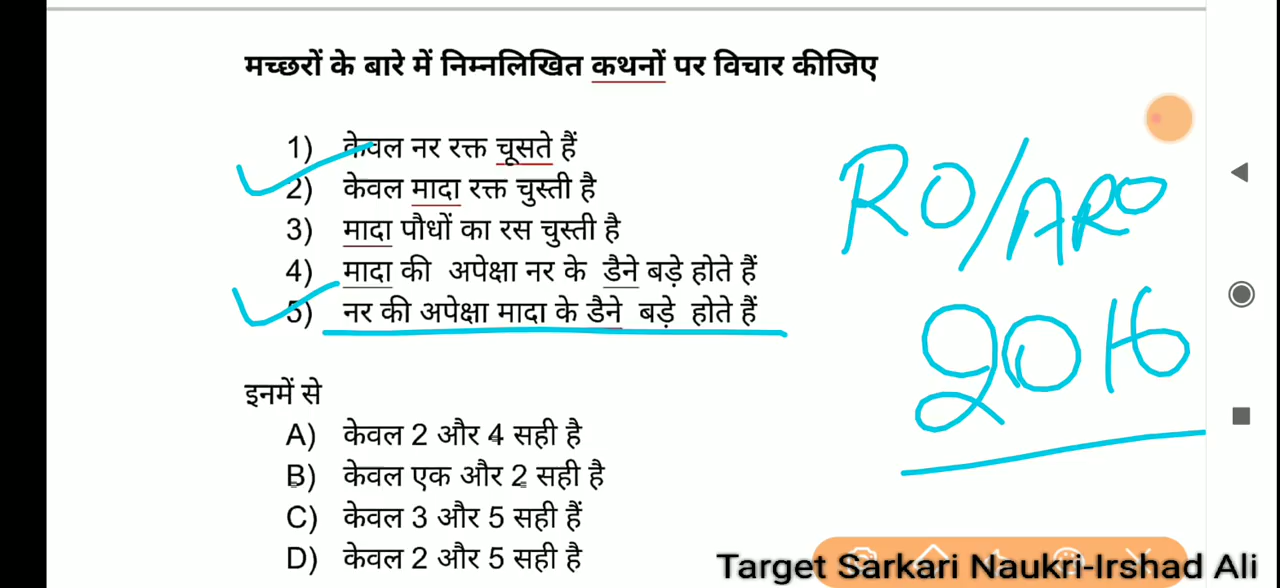 मच्छरों के बारे में निम्नलिखित कथनों पर विचार कीजिए
1) केवल नर रक्त चूसते हैं
2) केवल मादा रक्त चुस्ती है
3) मादा पौधों का रस चुस्ती है
4) मादा की अपेक्षा नर के डैने बड़े होते हैं
5) नर की अपेक्षा मादा के डैने बड़े होते हैं
RO/ARO
2016
इनमें से
A) केवल 2 और 4 सही है
B) केवल एक और 2 सही है
C) केवल 3 और 5 सही हैं
D) केवल 2 और 5 सही है
Target Sarkari Naukri-Irshad Ali